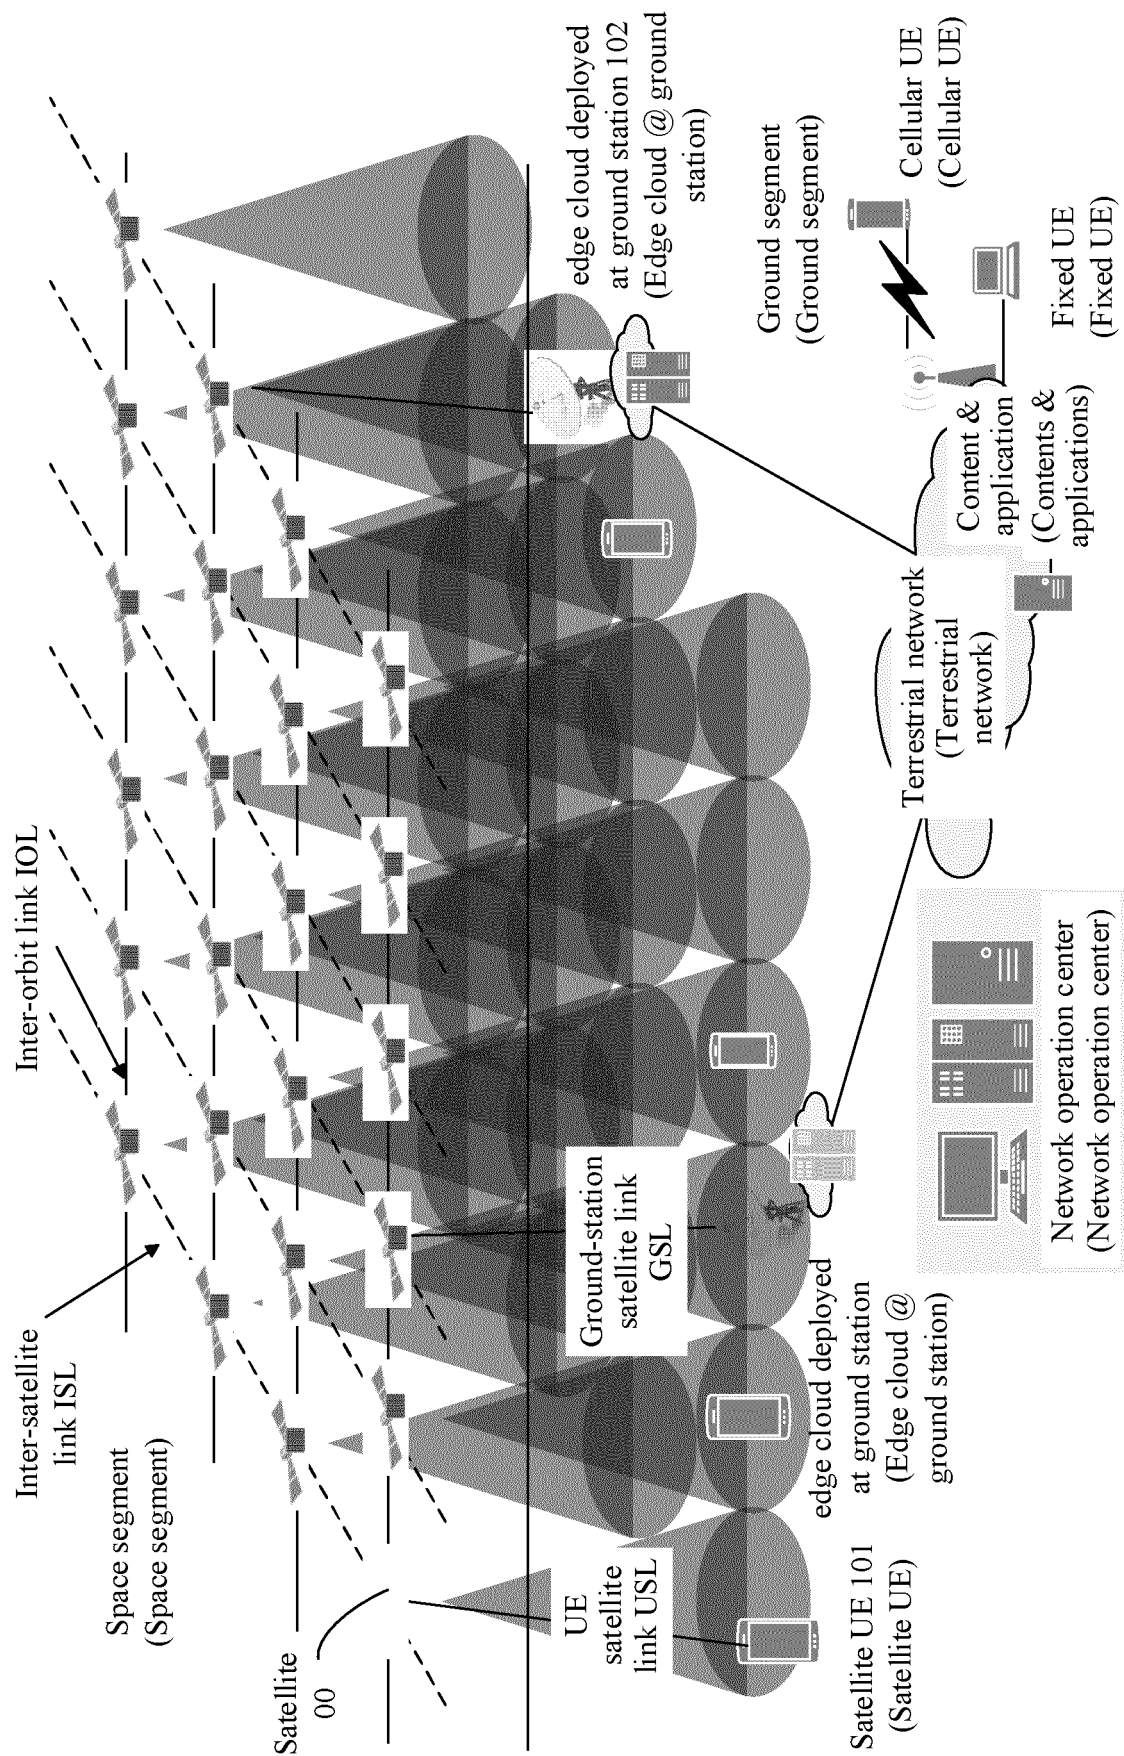 Inter-satellite
link ISL
Inter-orbit link IOL
Space segment
(Space segment)
Satellite
00
UE
satellite
link USL
Ground-station
satellite link
GSL
edge cloud deployed
at ground station 102
(Edge cloud @ ground
station)
Ground segment
(Ground segment)
Satellite UE 101
(Satellite UE)
edge cloud deployed
at ground station
(Edge cloud @
ground station)
Network operation center
(Network operation center)
Terrestrial network
(Terrestrial
network)
Content &
application
(Contents &
applications)
Cellular UE
(Cellular UE)
Fixed UE
(Fixed UE)